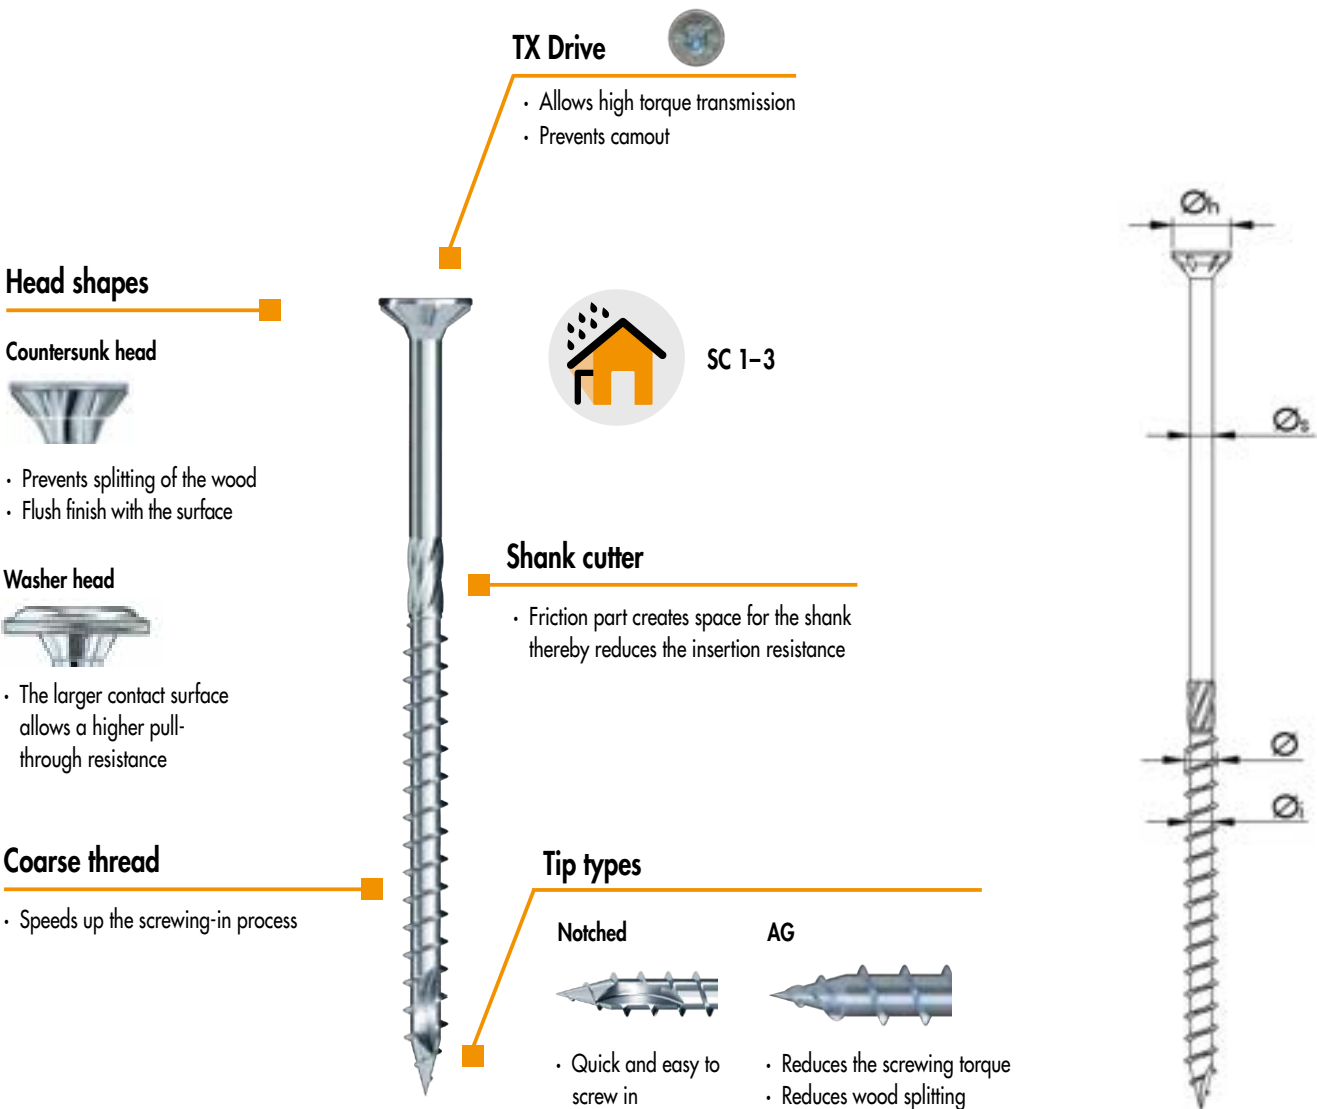 TX Drive
· Allows high torque transmission
· Prevents camout
Head shapes
Countersunk head
· Prevents splitting of the wood
· Flush finish with the surface
Washer head
· The larger contact surface
allows a higher pull-
through resistance
Coarse thread
· Speeds up the screwing-in process
SC 1–3
Shank cutter
· Friction part creates space for the shank
thereby reduces the insertion resistance
Tip types
Notched
· Quick and easy to
screw in
AG
· Reduces the screwing torque
· Reduces wood splitting
Øh
Øs
Ø
Øi